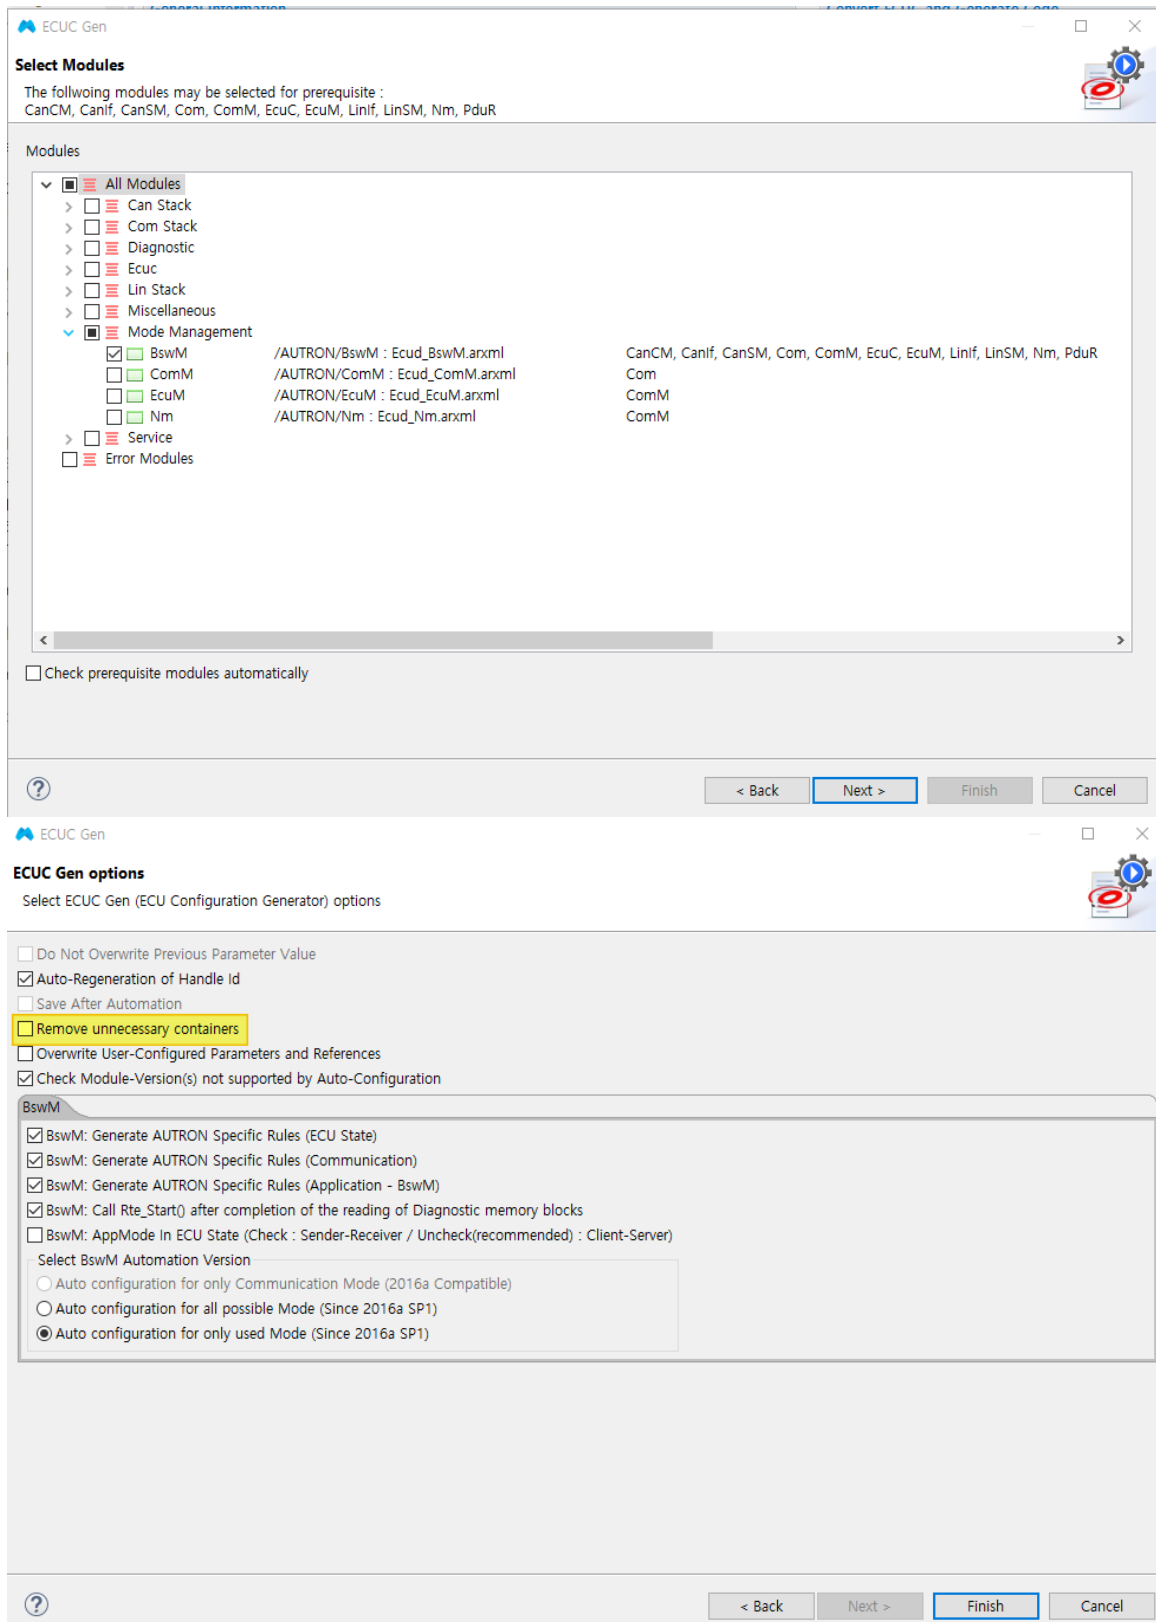 General Information
Convert ECUC and Generate Code
ECUC Gen
Select Modules
The follwoing modules may be selected for prerequisite :
CanCM, CanIf, CanSM, Com, ComM, EcuC, EcuM, LinIf, LinSM, Nm, PduR
Modules
All Modules
Can Stack
Com Stack
Diagnostic
Ecuc
Lin Stack
Miscellaneous
Mode Management
BswM /AUTRON/BswM : Ecud_BswM.arxml CanCM, CanIf, CanSM, Com, ComM, EcuC, EcuM, LinIf, LinSM, Nm, PduR
ComM /AUTRON/ComM : Ecud_ComM.arxml Com
EcuM /AUTRON/EcuM : Ecud_EcuM.arxml ComM
Nm /AUTRON/Nm : Ecud_Nm.arxml ComM
Service
Error Modules
Check prerequisite modules automatically
< Back Next > Finish Cancel
ECUC Gen
ECUC Gen options
Select ECUC Gen (ECU Configuration Generator) options
Do Not Overwrite Previous Parameter Value
Auto-Regeneration of Handle Id
Save After Automation
Remove unnecessary containers
Overwrite User-Configured Parameters and References
Check Module-Version(s) not supported by Auto-Configuration
BswM
BswM: Generate AUTRON Specific Rules (ECU State)
BswM: Generate AUTRON Specific Rules (Communication)
BswM: Generate AUTRON Specific Rules (Application - BswM)
BswM: Call Rte_Start() after completion of the reading of Diagnostic memory blocks
BswM: AppMode In ECU State (Check : Sender-Receiver / Uncheck(recommended) : Client-Server)
Select BswM Automation Version
Auto configuration for only Communication Mode (2016a Compatible)
Auto configuration for all possible Mode (Since 2016a SP1)
Auto configuration for only used Mode (Since 2016a SP1)
< Back Next > Finish Cancel